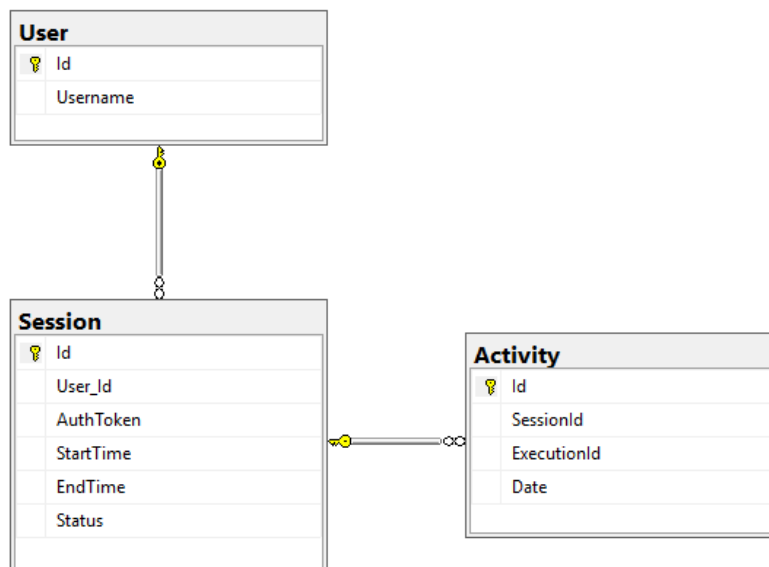 User
Id
Username
Session
Id
User_Id
AuthToken
StartTime
EndTime
Status
Activity
Id
SessionId
ExecutionId
Date